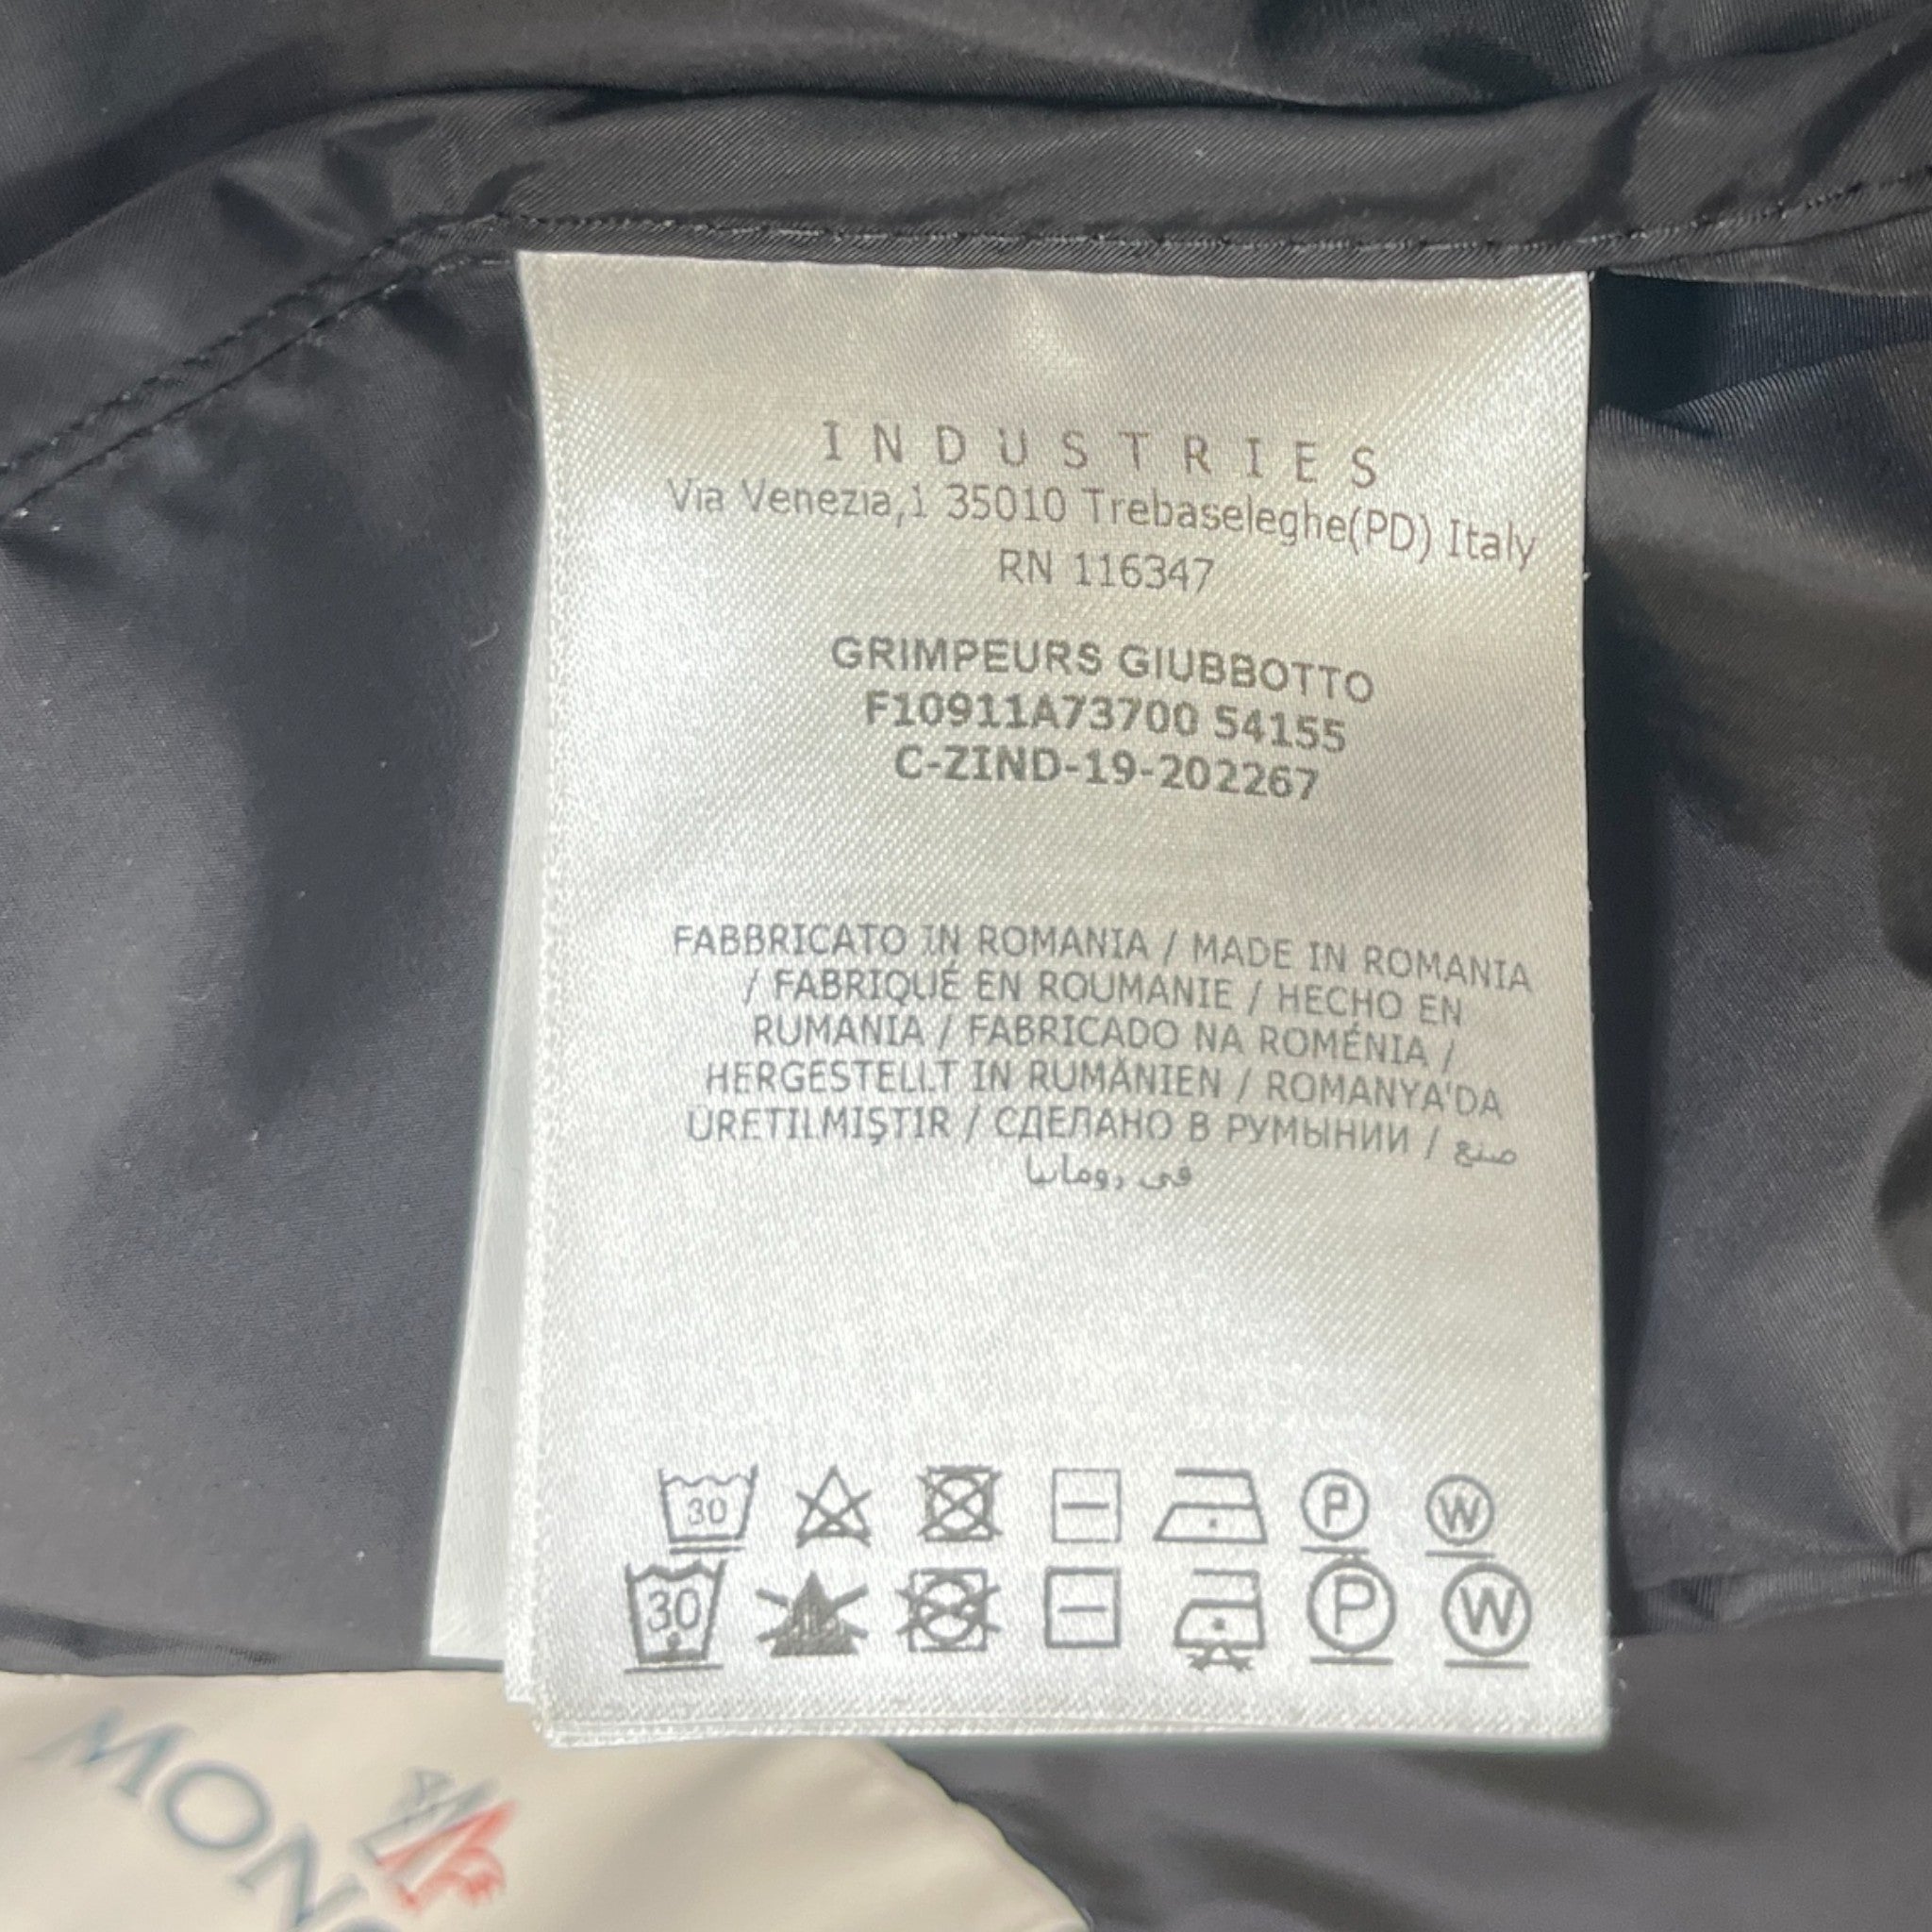 INDUSTRIES
Via Venezia,1 35010 Trebaseleghe(PD) Italy
RN 116347
GRIMPEURS GIUBBOTTO
F10911A73700 54155
C-ZIND-19-202267
FABBRICATO IN ROMANIA / MADE IN ROMANIA
/ FABRIQUÉ EN ROUMANIE / HECHO EN
RUMANIA / FABRICADO NA ROMÉNIA /
HERGESTELLT IN RUMÄNIEN / ROMANYA'DA
ÜRETILMIŞTIR / СДЕЛАНО В РУМЫНИИ / صنع
في رومانيا
30 P W
30 P W
MONC